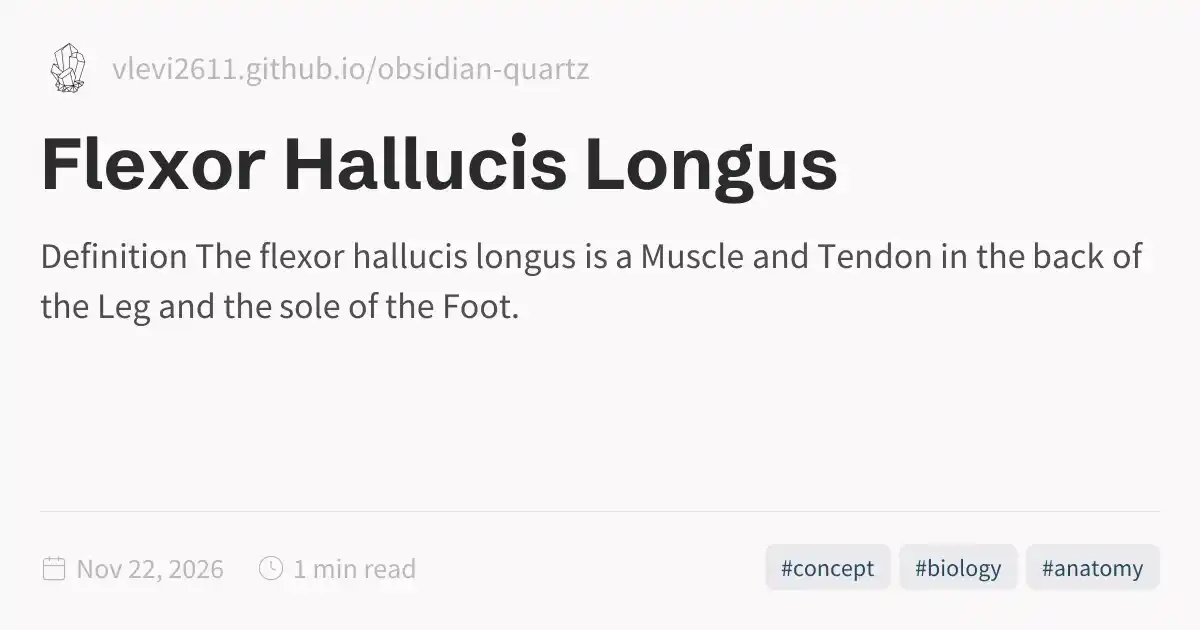 vlevi2611.github.io/obsidian-quartz
Flexor Hallucis Longus
Definition The flexor hallucis longus is a Muscle and Tendon in the back of
the Leg and the sole of the Foot.
Nov 22, 2026 1 min read #concept #biology #anatomy